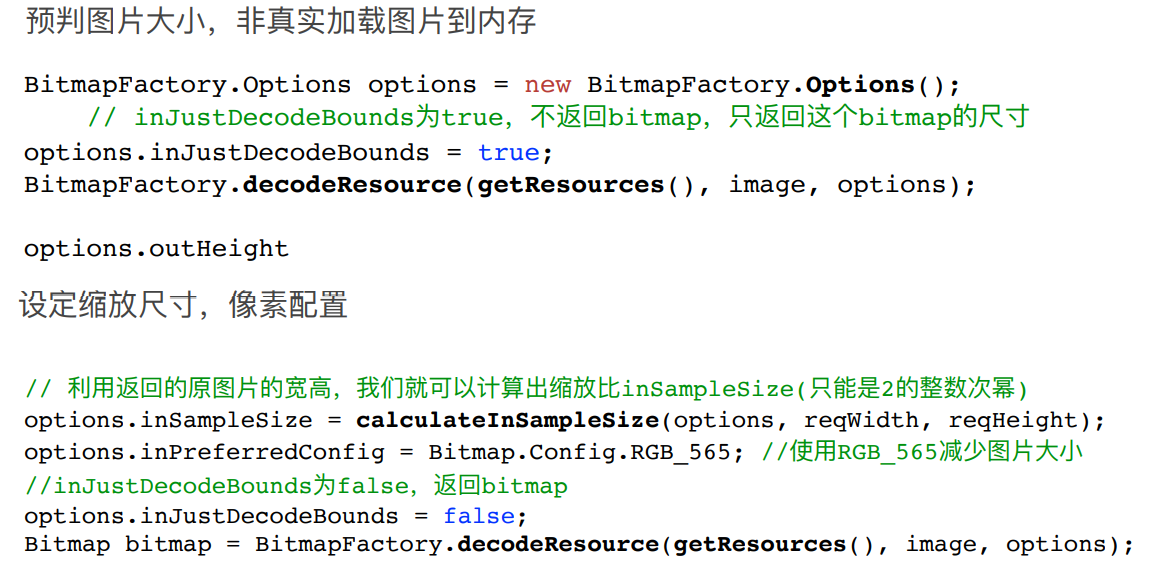 预判图片大小，非真实加载图片到内存
BitmapFactory.Options options = new BitmapFactory.Options();
// inJustDecodeBounds为true，不返回bitmap，只返回这个bitmap的尺寸
options.inJustDecodeBounds = true;
BitmapFactory.decodeResource(getResources(), image, options);
options.outHeight
设定缩放尺寸，像素配置
// 利用返回的原图片的宽高，我们就可以计算出缩放比inSampleSize(只能是2的整数次幂)
options.inSampleSize = calculateInSampleSize(options, reqWidth, reqHeight);
options.inPreferredConfig = Bitmap.Config.RGB_565; //使用RGB_565减少图片大小
//inJustDecodeBounds为false，返回bitmap
options.inJustDecodeBounds = false;
Bitmap bitmap = BitmapFactory.decodeResource(getResources(), image, options);